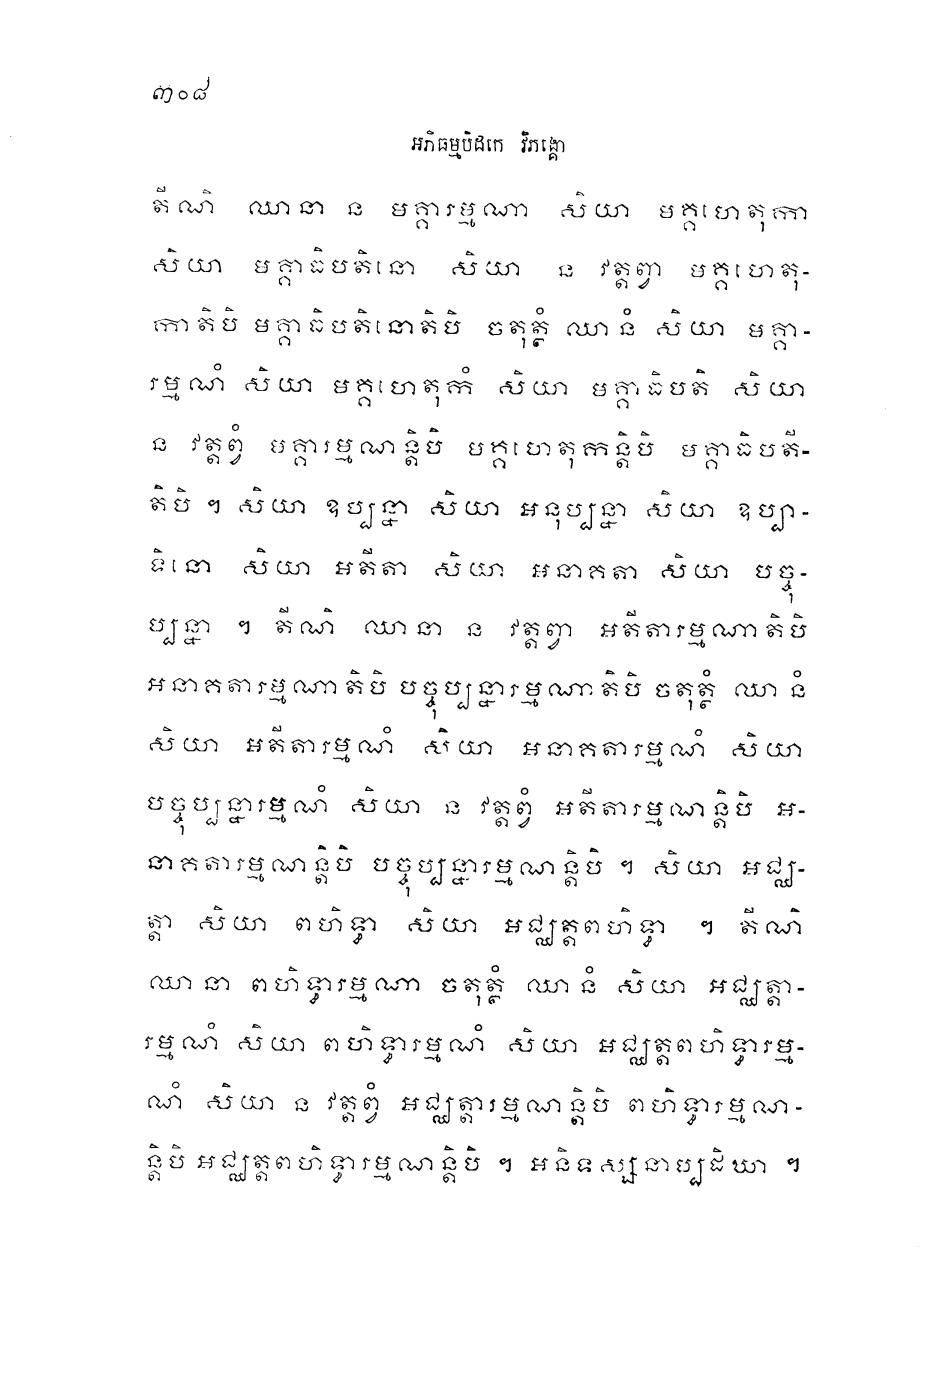 ៣០៨
អភិធម្មបិដកេ វិភង្គោ
តីណិ ឈានា ន មគ្គារម្មណា សិយា មគ្គហេតុកា
សិយា មគ្គាធិបតិនោ សិយា ន វត្តព្វា មគ្គហេតុ-
កាតិបិ មគ្គាធិបតិនោតិបិ ចតុត្ថំ ឈានំ សិយា មគ្គា-
រម្មណំ សិយា មគ្គហេតុកំ សិយា មគ្គាធិបតិ សិយា
ន វត្តព្វំ មគ្គារម្មណន្តិបិ មគ្គហេតុកន្តិបិ មគ្គាធិបតី-
តិបិ ។ សិយា ឧប្បន្នា សិយា អនុប្បន្នា សិយា ឧប្បា-
ទិនោ សិយា អតីតា សិយា អនាគតា សិយា បច្ចុ-
ប្បន្នា ។ តីណិ ឈានា ន វត្តព្វា អតីតារម្មណាតិបិ
អនាគតារម្មណាតិបិ បច្ចុប្បន្នារម្មណាតិបិ ចតុត្ថំ ឈានំ
សិយា អតីតារម្មណំ សិយា អនាគតារម្មណំ សិយា
បច្ចុប្បន្នារម្មណំ សិយា ន វត្តព្វំ អតីតារម្មណន្តិបិ អ-
នាគតារម្មណន្តិបិ បច្ចុប្បន្នារម្មណន្តិបិ ។ សិយា អជ្ឈ-
ត្តា សិយា ពហិទ្ធា សិយា អជ្ឈត្តពហិទ្ធា ។ តីណិ
ឈានា ពហិទ្ធារម្មណា ចតុត្ថំ ឈានំ សិយា អជ្ឈត្តា-
រម្មណំ សិយា ពហិទ្ធារម្មណំ សិយា អជ្ឈត្តពហិទ្ធារម្ម-
ណំ សិយា ន វត្តព្វំ អជ្ឈត្តារម្មណន្តិបិ ពហិទ្ធារម្មណ-
ន្តិបិ អជ្ឈត្តពហិទ្ធារម្មណន្តិបិ ។ អនិទស្សនាប្បដិឃា ។